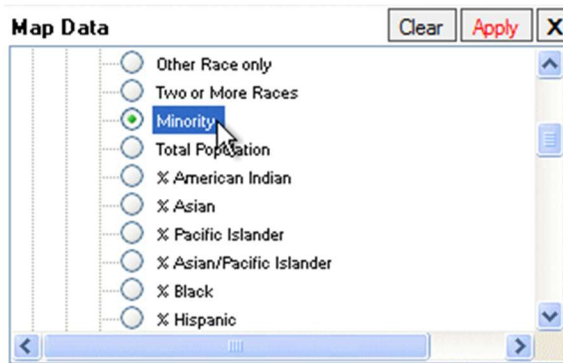 Map Data Clear Apply X
Other Race only
Two or More Races
Minority
Total Population
% American Indian
% Asian
% Pacific Islander
% Asian/Pacific Islander
% Black
% Hispanic